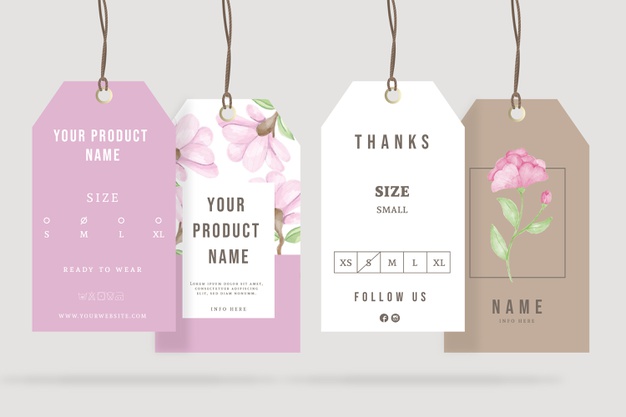 YOUR PRODUCT
NAME
SIZE
S M L XL
READY TO WEAR
WWW.YOURWEBSITE.COM
YOUR
PRODUCT
NAME
INFO HERE
THANKS
SIZE
SMALL
XS S M L XL
FOLLOW US
NAME
INFO HERE